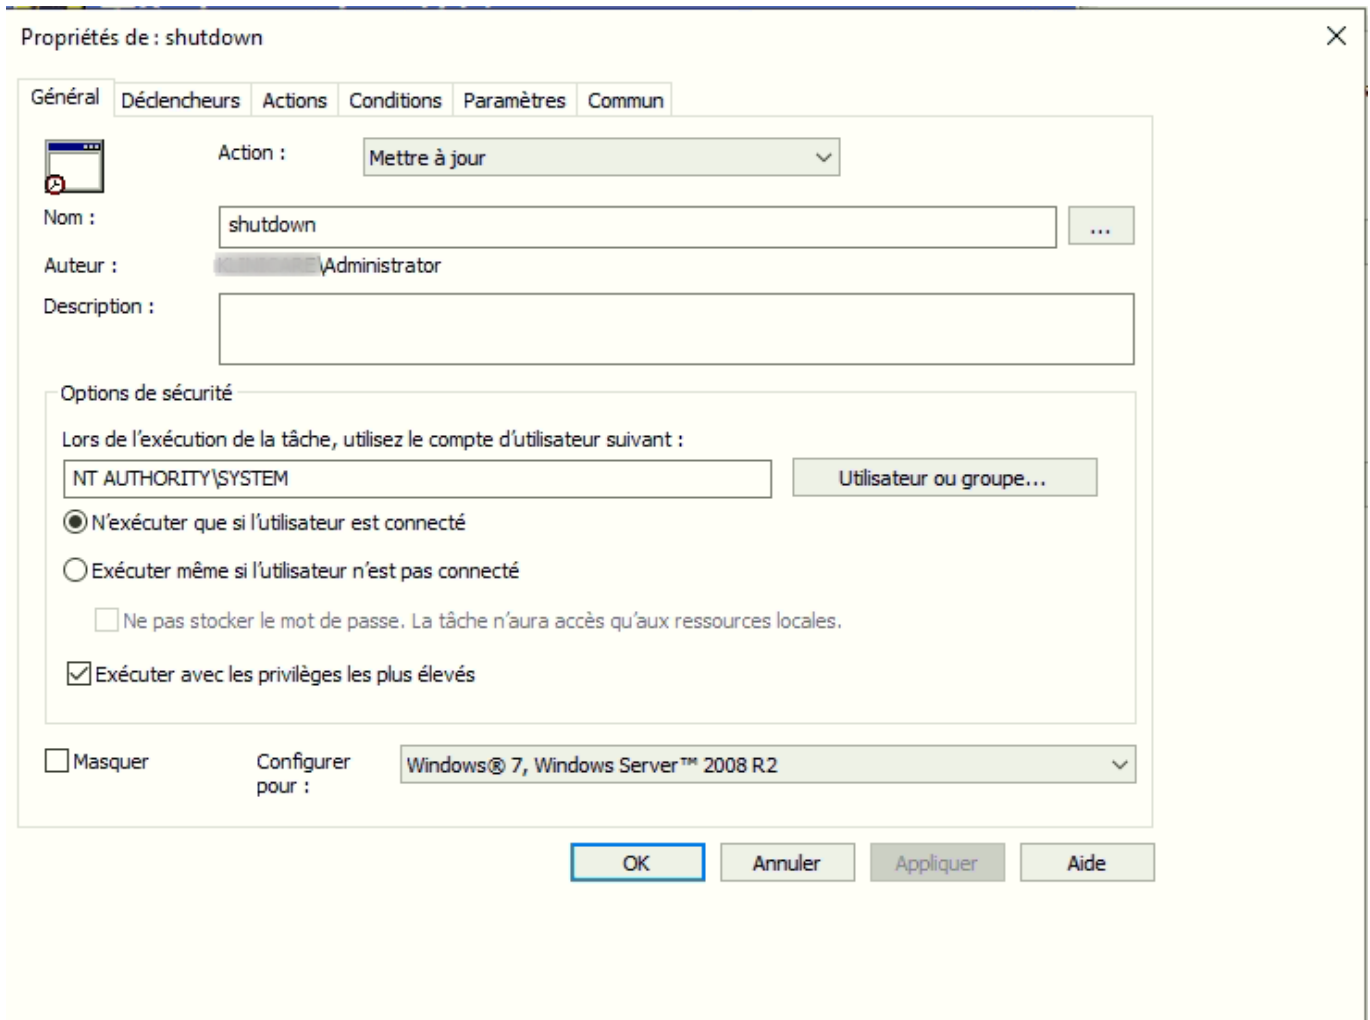 Propriétés de : shutdown
Général Déclencheurs Actions Conditions Paramètres Commun
Action : Mettre à jour
Nom : shutdown ...
Auteur : \Administrator
Description :
Options de sécurité
Lors de l'exécution de la tâche, utilisez le compte d'utilisateur suivant :
NT AUTHORITY\SYSTEM Utilisateur ou groupe...
N'exécuter que si l'utilisateur est connecté
Exécuter même si l'utilisateur n'est pas connecté
Ne pas stocker le mot de passe. La tâche n'aura accès qu'aux ressources locales.
Exécuter avec les privilèges les plus élevés
Masquer Configurer Windows® 7, Windows Server™ 2008 R2
pour :
OK Annuler Appliquer Aide